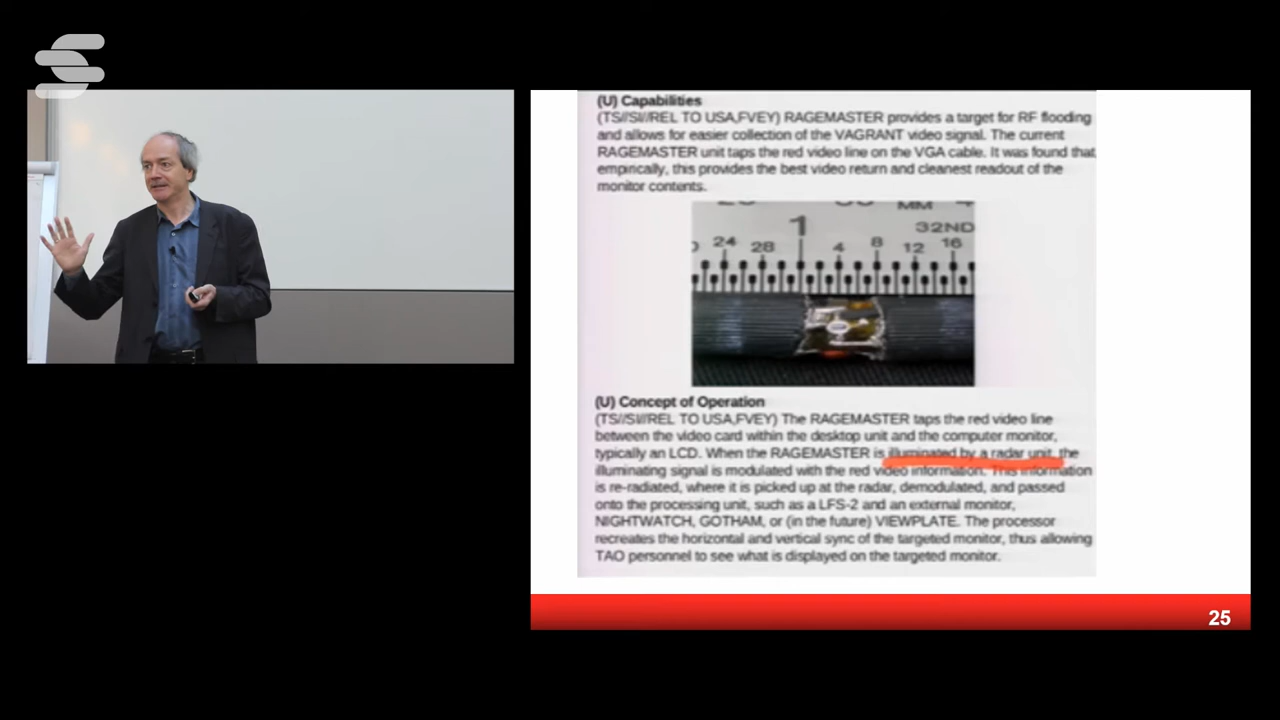 (U) Capabilities
(TS//SI//REL TO USA,FVEY) RAGEMASTER provides a target for RF flooding
and allows for easier collection of the VAGRANT video signal. The current
RAGEMASTER unit taps the red video line on the VGA cable. It was found that,
empirically, this provides the best video return and cleanest readout of the
monitor contents.
MM
1
32ND
24 28 4 8 12 16
(U) Concept of Operation
(TS//SI//REL TO USA,FVEY) The RAGEMASTER taps the red video line
between the video card within the desktop unit and the computer monitor,
typically an LCD. When the RAGEMASTER is illuminated by a radar unit, the
illuminating signal is modulated with the red video information. This information
is re-radiated, where it is picked up at the radar, demodulated, and passed
onto the processing unit, such as a LFS-2 and an external monitor,
NIGHTWATCH, GOTHAM, or (in the future) VIEWPLATE. The processor
recreates the horizontal and vertical sync of the targeted monitor, thus allowing
TAO personnel to see what is displayed on the targeted monitor.
25